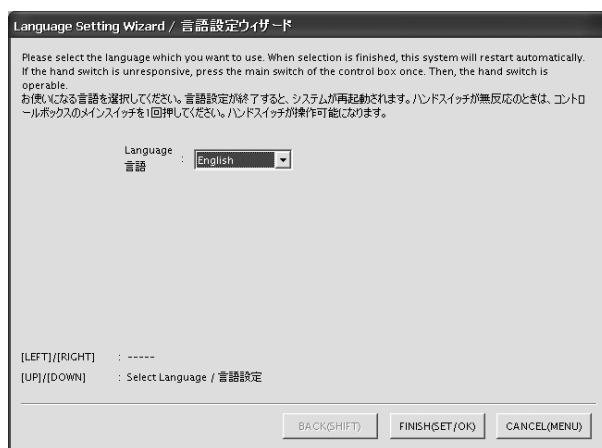 Language Setting Wizard / 言語設定ウィザード
Please select the language which you want to use. When selection is finished, this system will restart automatically.
If the hand switch is unresponsive, press the main switch of the control box once. Then, the hand switch is
operable.
お使いになる言語を選択してください。言語設定が終了すると、システムが再起動されます。ハンドスイッチが無反応のときは、コントロ
ールボックスのメインスイッチを1回押してください。ハンドスイッチが操作可能になります。
Language
言語 : English
[LEFT]/[RIGHT] : -----
[UP]/[DOWN] : Select Language / 言語設定
BACK(SHIFT) FINISH(SET/OK) CANCEL(MENU)